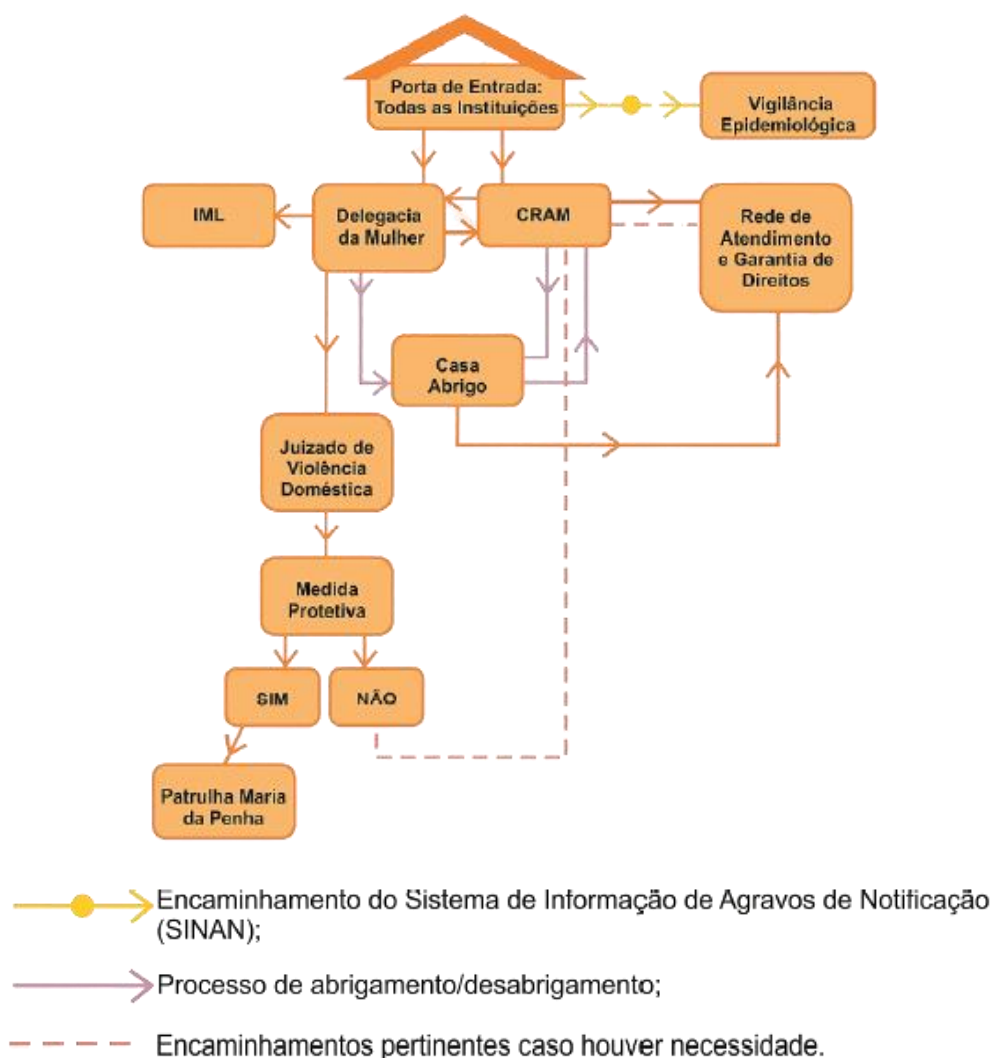 Porta de Entrada:
Todas as Instituições
Vigilância
Epidemiológica
IML
Delegacia
da Mulher
CRAM
Rede de
Atendimento
e Garantia de
Direitos
Casa
Abrigo
Juizado de
Violência
Doméstica
Medida
Protetiva
SIM
NÃO
Patrulha Maria
da Penha
Encaminhamento do Sistema de Informação de Agravos de Notificação
(SINAN);
Processo de abrigamento/desabrigamento;
Encaminhamentos pertinentes caso houver necessidade.